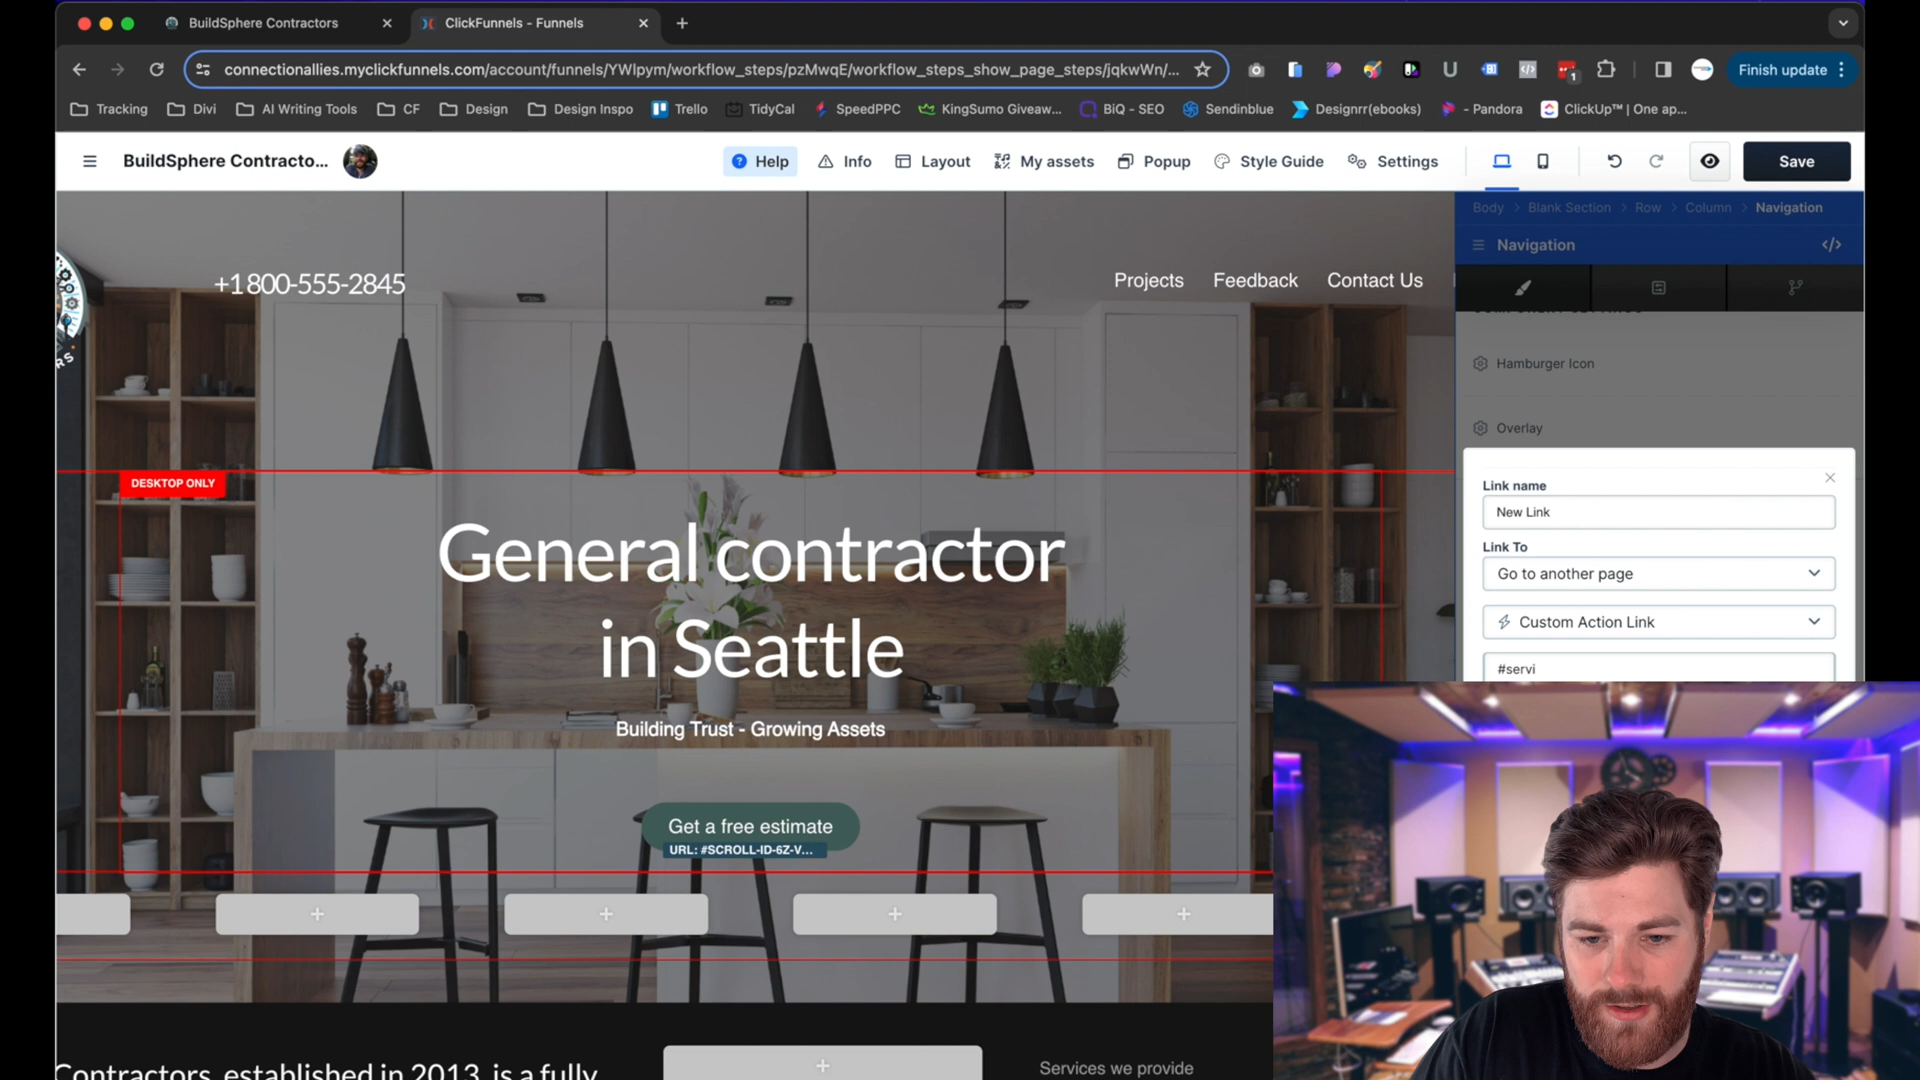 BuildSphere Contractors
ClickFunnels - Funnels
connectionallies.myclickfunnels.com/account/funnels/YWlpym/workflow_steps/pzMwqE/workflow_steps_show_page_steps/jqkwWn/...
1
Finish update
Tracking
Divi
AI Writing Tools
CF
Design
Design Inspo
Trello
TidyCal
SpeedPPC
KingSumo Giveaw...
BiQ - SEO
Sendinblue
Designrr(ebooks)
- Pandora
ClickUp™ | One ap...
BuildSphere Contracto...
Help
Info
Layout
My assets
Popup
Style Guide
Settings
Save
Body > Blank Section > Row > Column > Navigation
Navigation
+1 800-555-2845
Projects
Feedback
Contact Us
Hamburger Icon
Overlay
DESKTOP ONLY
Link name
New Link
Link To
Go to another page
Custom Action Link
#servi
General contractor
in Seattle
Building Trust - Growing Assets
Get a free estimate
URL: #SCROLL-ID-6Z-V...
Contractors, established in 2013, is a fully
Services we provide